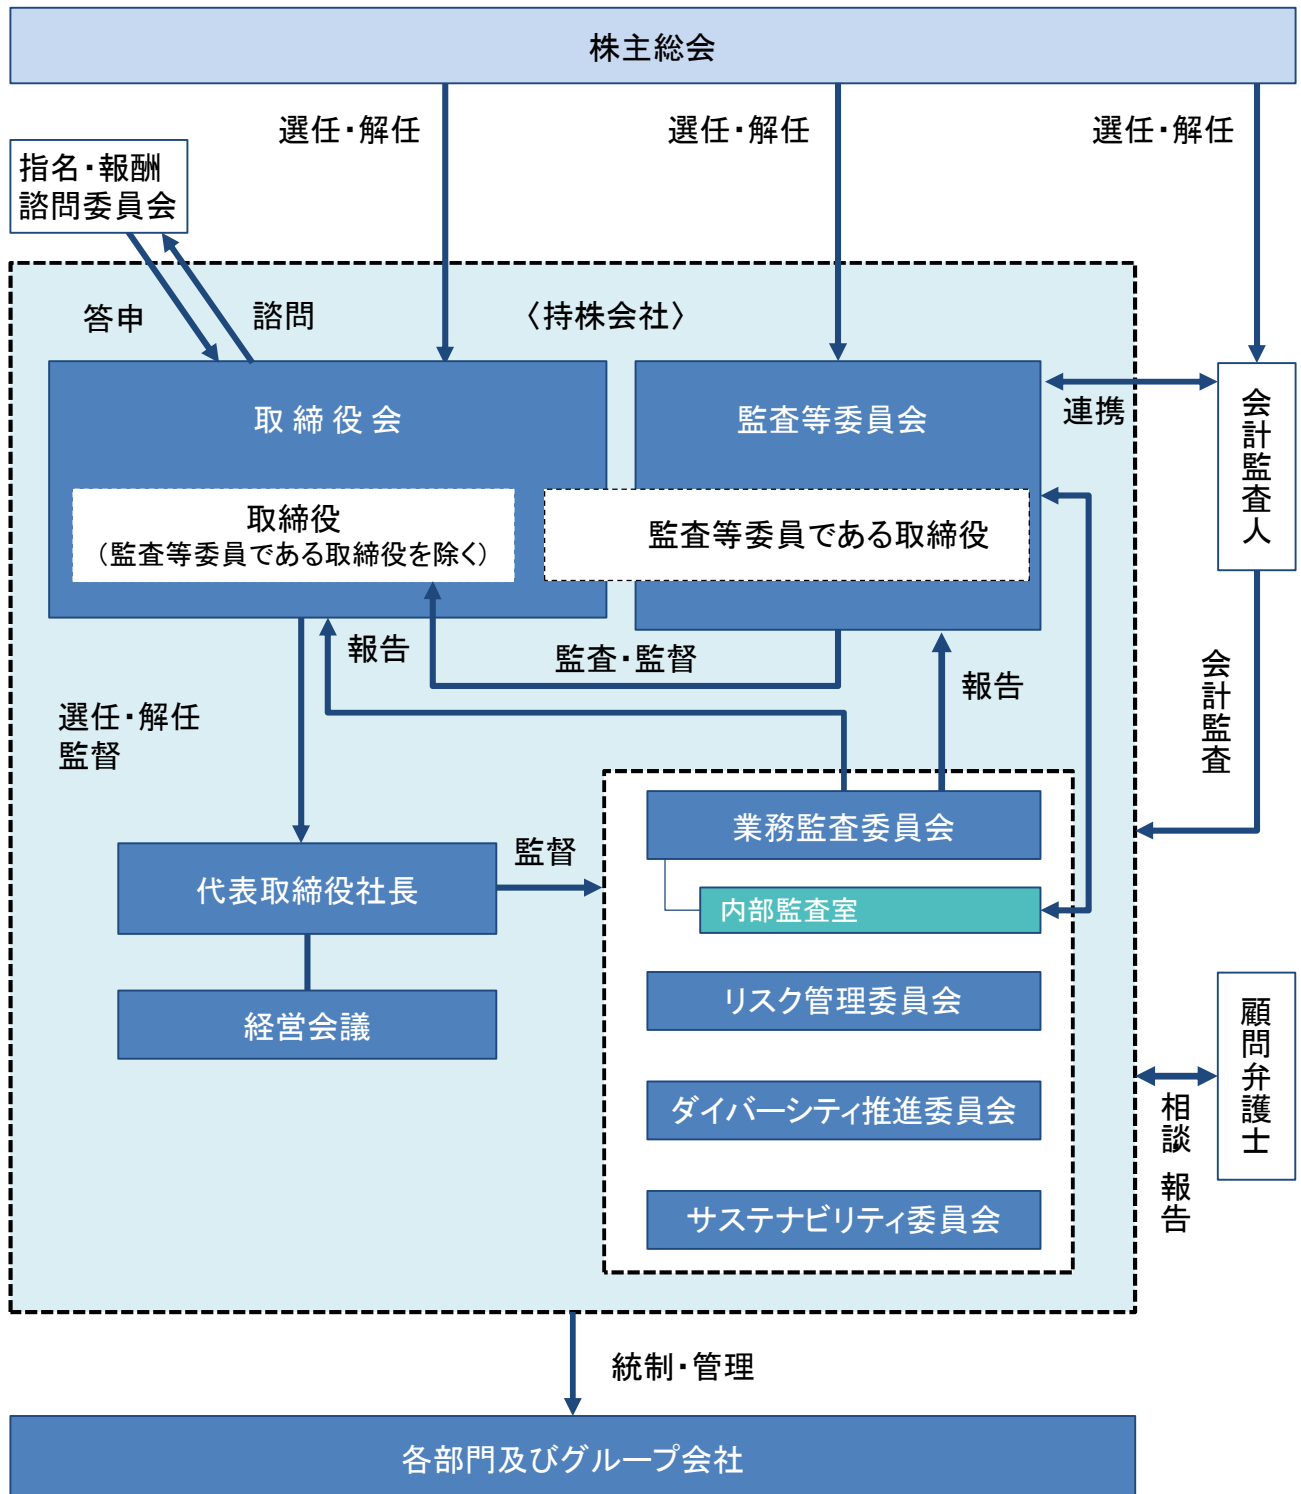 株主総会
選任・解任
選任・解任
選任・解任
指名・報酬
諮問委員会
答申
諮問
〈持株会社〉
取締役会
監査等委員会
連携
会計監査人
取締役
（監査等委員である取締役を除く）
監査等委員である取締役
報告
監査・監督
報告
会計監査
選任・解任
監督
業務監査委員会
監督
代表取締役社長
内部監査室
リスク管理委員会
経営会議
顧問弁護士
ダイバーシティ推進委員会
相談
報告
サステナビリティ委員会
統制・管理
各部門及びグループ会社